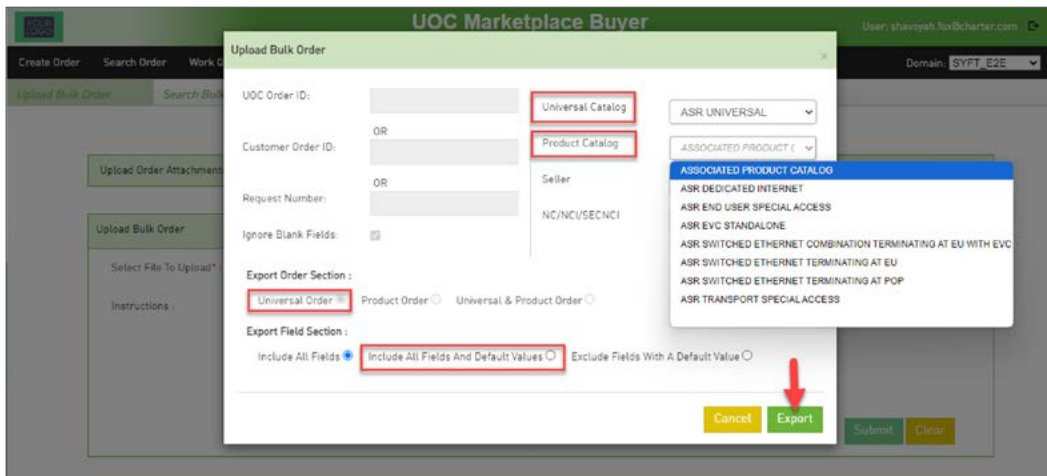 YOUR LOGO
UOC Marketplace Buyer
User: shavoyah.fox@charter.com
Create Order Search Order Work Q
Domain: SYFT_E2E
Upload Bulk Order Search Bulk
Upload Bulk Order ×
UOC Order ID:
OR
Customer Order ID:
OR
Request Number:
Ignore Blank Fields:
Universal Catalog ASR UNIVERSAL
Product Catalog ASSOCIATED PRODUCT (
Seller
NC/NCI/SECNCI
ASSOCIATED PRODUCT CATALOG
ASR DEDICATED INTERNET
ASR END USER SPECIAL ACCESS
ASR EVC STANDALONE
ASR SWITCHED ETHERNET COMBINATION TERMINATING AT EU WITH EVC
ASR SWITCHED ETHERNET TERMINATING AT EU
ASR SWITCHED ETHERNET TERMINATING AT POP
ASR TRANSPORT SPECIAL ACCESS
Export Order Section :
Universal Order Product Order Universal & Product Order
Export Field Section :
Include All Fields Include All Fields And Default Values Exclude Fields With A Default Value
Cancel Export
Upload Order Attachment
Upload Bulk Order
Select File To Upload* :
Instructions :
Submit Clear